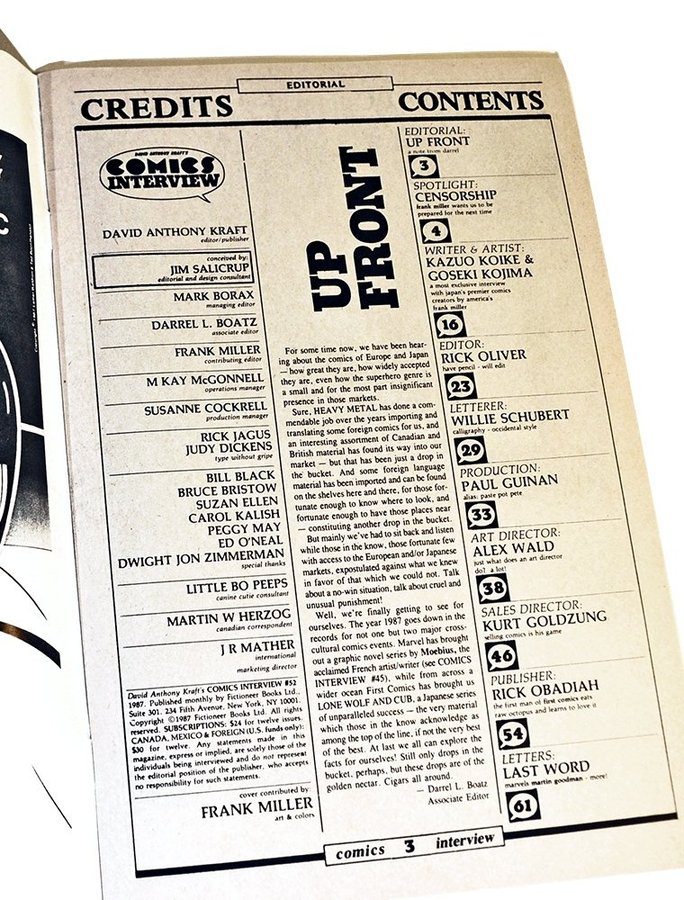 EDITORIAL
CREDITS
DAVID ANTHONY KRAFT'S
COMICS
INTERVIEW
DAVID ANTHONY KRAFT
editor/publisher
conceived by:
JIM SALICRUP
editorial and design consultant
MARK BORAX
managing editor
DARREL L. BOATZ
associate editor
FRANK MILLER
contributing editor
M KAY McGONNELL
operations manager
SUSANNE COCKRELL
production manager
RICK JAGUS
JUDY DICKENS
type without gripe
BILL BLACK
BRUCE BRISTOW
SUZAN ELLEN
CAROL KALISH
PEGGY MAY
ED O'NEAL
DWIGHT JON ZIMMERMAN
special thanks
LITTLE BO PEEPS
canine cutie consultant
MARTIN W HERZOG
canadian correspondent
J R MATHER
international
marketing director
David Anthony Kraft's COMICS INTERVIEW #52
1987. Published monthly by Fictioneer Books Ltd.,
Suite 301, 234 Fifth Avenue, New York, NY 10001.
Copyright ©1987 Fictioneer Books Ltd. All rights
reserved. SUBSCRIPTIONS: $24 for twelve issues.
CANADA, MEXICO & FOREIGN (U.S. funds only):
$30 for twelve. Any statements made in this
magazine, express or implied, are solely those of the
individuals being interviewed and do not represent
the editorial position of the publisher, who accepts
no responsibility for such statements.
cover contributed by:
FRANK MILLER
art & colors
UP
FRONT
For some time now, we have been hear-
ing about the comics of Europe and Japan
— how great they are, how widely accepted
they are, even how the superhero genre is
a small and for the most part insignificant
presence in those markets.
Sure, HEAVY METAL has done a com-
mendable job over the years importing and
translating some foreign comics for us, and
an interesting assortment of Canadian and
British material has found its way into our
market — but that has been just a drop in
the bucket. And some foreign language
material has been imported and can be found
on the shelves here and there, for those for-
tunate enough to know where to look, and
fortunate enough to have those places near
— constituting another drop in the bucket.
But mainly we've had to sit back and listen
while those in the know, those fortunate few
with access to the European and/or Japanese
markets, expostulated against what we knew
in favor of that which we could not. Talk
about a no-win situation, talk about cruel and
unusual punishment!
Well, we're finally getting to see for
ourselves. The year 1987 goes down in the
records for not one but two major cross-
cultural comics events. Marvel has brought
out a graphic novel series by Moebius, the
acclaimed French artist/writer (see COMICS
INTERVIEW #45), while from across a
wider ocean First Comics has brought us
LONE WOLF AND CUB, a Japanese series
of unparalleled success — the very material
which those in the know acknowledge as
among the top of the line, if not the very best
of the best. At last we all can explore the
facts for ourselves! Still only drops in the
bucket, perhaps, but these drops are of the
golden nectar. Cigars all around.
— Darrel L. Boatz
Associate Editor
CONTENTS
EDITORIAL:
UP FRONT
a note from darrel
3
SPOTLIGHT:
CENSORSHIP
frank miller wants us to be
prepared for the next time
4
WRITER & ARTIST:
KAZUO KOIKE &
GOSEKI KOJIMA
a most exclusive interview
with japan's premier comics
creators by america's
frank miller
16
EDITOR:
RICK OLIVER
have pencil - will edit
23
LETTERER:
WILLIE SCHUBERT
calligraphy - occidental style
29
PRODUCTION:
PAUL GUINAN
alias: paste pot pete
33
ART DIRECTOR:
ALEX WALD
just what does an art director
do? a lot!
38
SALES DIRECTOR:
KURT GOLDZUNG
selling comics is his game
46
PUBLISHER:
RICK OBADIAH
the first man of first comics eats
raw octopus and learns to love it
54
LETTERS:
LAST WORD
marvels martin goodman - more!
61
comics 3 interview